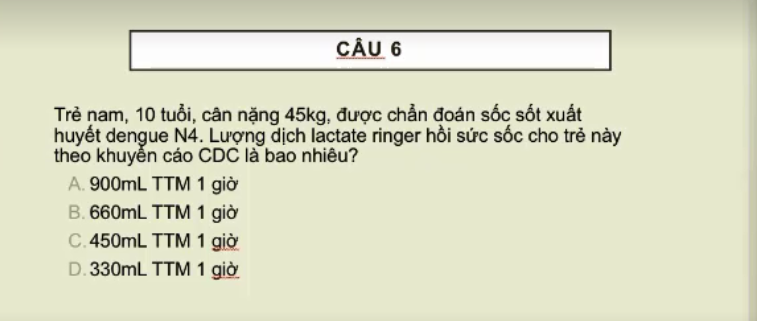 CÂU 6
Trẻ nam, 10 tuổi, cân nặng 45kg, được chẩn đoán sốc sốt xuất
huyết dengue N4. Lượng dịch lactate ringer hồi sức sốc cho trẻ này
theo khuyến cáo CDC là bao nhiêu?
A. 900mL TTM 1 giờ
B. 660mL TTM 1 giờ
C. 450mL TTM 1 giờ
D. 330mL TTM 1 giờ